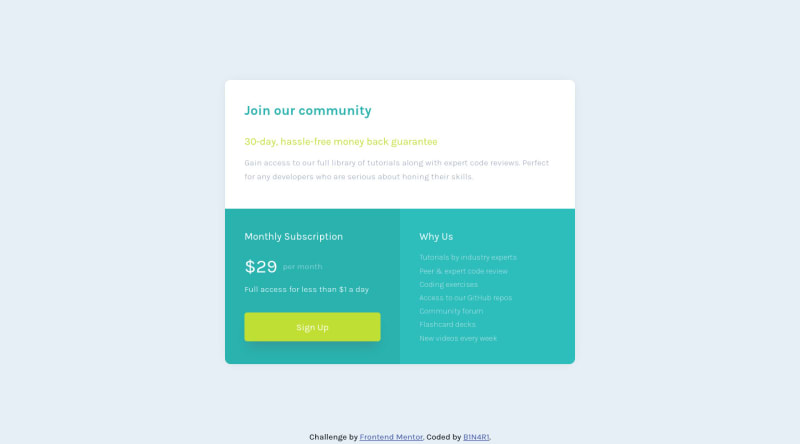 Join our community
30-day, hassle-free money back guarantee
Gain access to our full library of tutorials along with expert code reviews. Perfect
for any developers who are serious about honing their skills.
Monthly Subscription
$29 per month
Full access for less than $1 a day
Sign Up
Why Us
Tutorials by industry experts
Peer & expert code review
Coding exercises
Access to our GitHub repos
Community forum
Flashcard decks
New videos every week
Challenge by Frontend Mentor. Coded by B1N4R1.